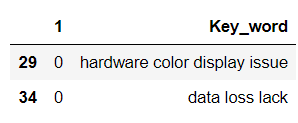 1 Key_word
29 0 hardware color display issue
34 0 data loss lack